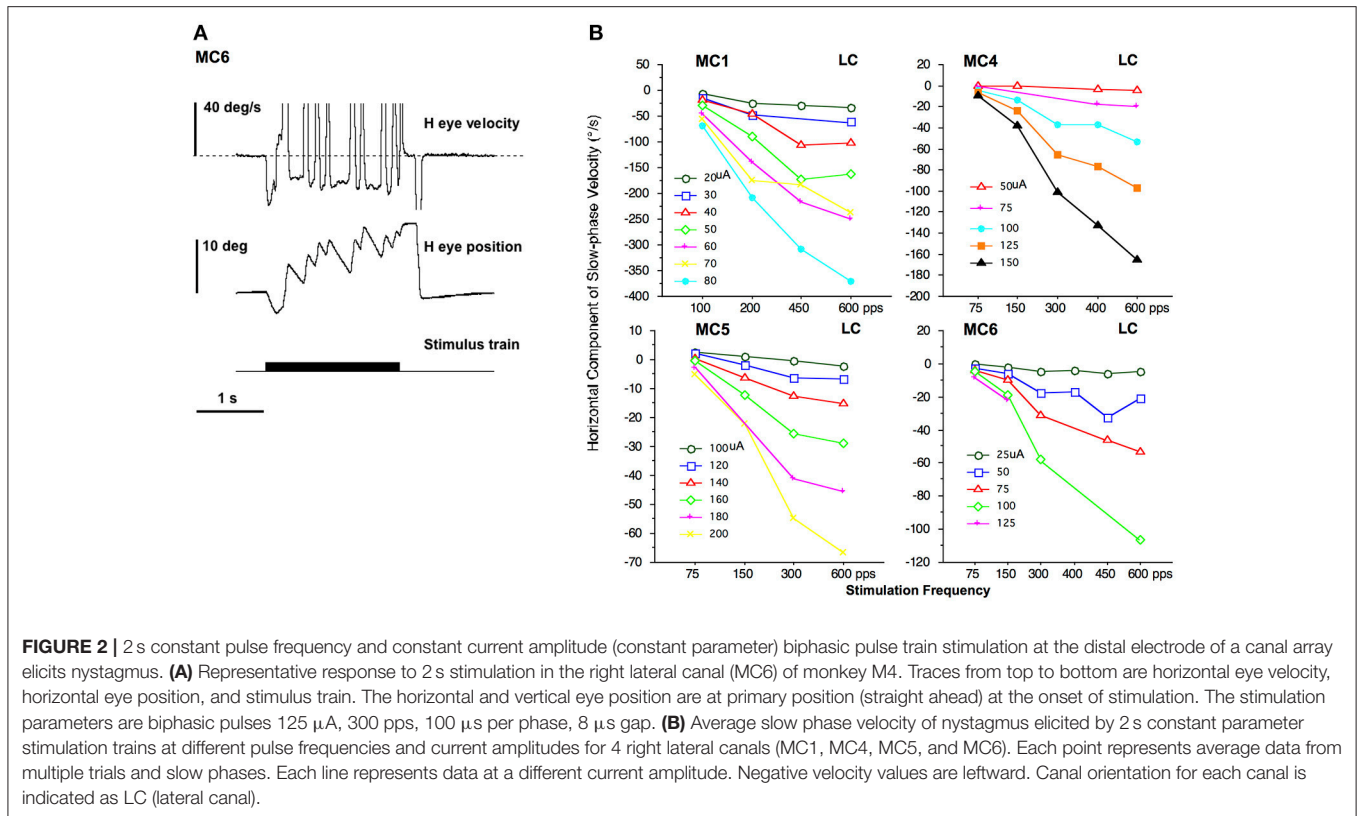 A
MC6
40 deg/s
H eye velocity
10 deg
H eye position
Stimulus train
1 s
B
Horizontal Component of Slow-phase Velocity (°/s)
MC1 LC
50
0
-50
-100
-150
-200
-250
-300
-350
-400
20uA
30
40
50
60
70
80
100 200 450 600 pps
MC4 LC
20
0
-20
-40
-60
-80
-100
-120
-140
-160
-180
-200
50uA
75
100
125
150
75 150 300 400 600 pps
MC5 LC
10
0
-10
-20
-30
-40
-50
-60
-70
100uA
120
140
160
180
200
75 150 300 600 pps
MC6 LC
20
0
-20
-40
-60
-80
-100
-120
25uA
50
75
100
125
75 150 300 400 450 600 pps
Stimulation Frequency
FIGURE 2 | 2 s constant pulse frequency and constant current amplitude (constant parameter) biphasic pulse train stimulation at the distal electrode of a canal array
elicits nystagmus. (A) Representative response to 2 s stimulation in the right lateral canal (MC6) of monkey M4. Traces from top to bottom are horizontal eye velocity,
horizontal eye position, and stimulus train. The horizontal and vertical eye position are at primary position (straight ahead) at the onset of stimulation. The stimulation
parameters are biphasic pulses 125 μA, 300 pps, 100 μs per phase, 8 μs gap. (B) Average slow phase velocity of nystagmus elicited by 2 s constant parameter
stimulation trains at different pulse frequencies and current amplitudes for 4 right lateral canals (MC1, MC4, MC5, and MC6). Each point represents average data from
multiple trials and slow phases. Each line represents data at a different current amplitude. Negative velocity values are leftward. Canal orientation for each canal is
indicated as LC (lateral canal).